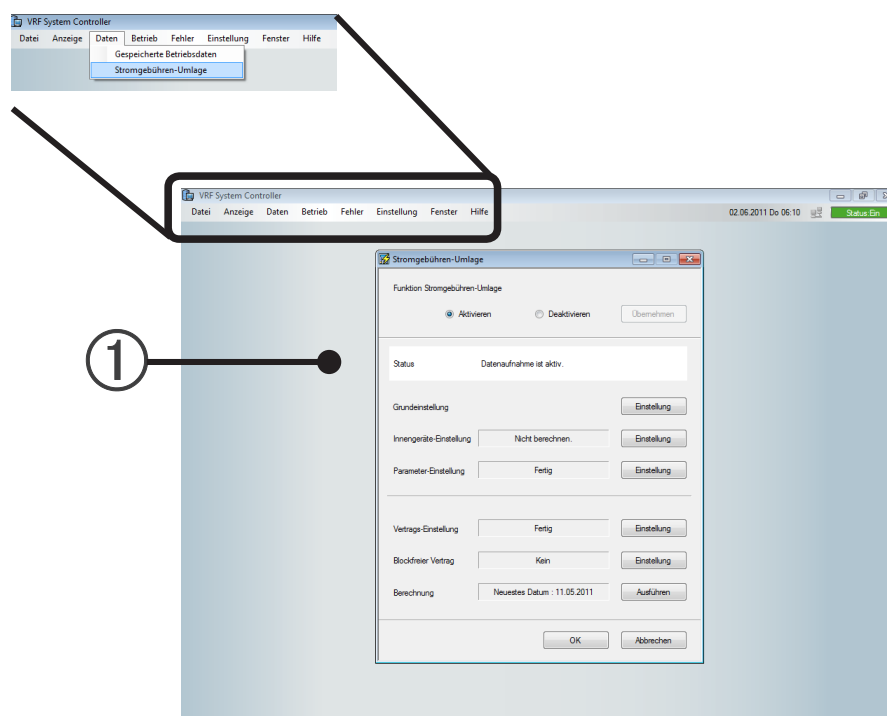 VRF System Controller
Datei Anzeige Daten Betrieb Fehler Einstellung Fenster Hilfe
Gespeicherte Betriebsdaten
Stromgebühren-Umlage
VRF System Controller
Datei Anzeige Daten Betrieb Fehler Einstellung Fenster Hilfe 02.06.2011 Do 06:10 Status:Ein
Stromgebühren-Umlage
Funktion Stromgebühren-Umlage
Aktivieren Deaktivieren Übernehmen
1
Status Datenaufnahme ist aktiv.
Grundeinstellung Einstellung
Innengeräte-Einstellung Nicht berechnen. Einstellung
Parameter-Einstellung Fertig Einstellung
Vertrags-Einstellung Fertig Einstellung
Blockfreier Vertrag Kein Einstellung
Berechnung Neuestes Datum : 11.05.2011 Ausführen
OK Abbrechen